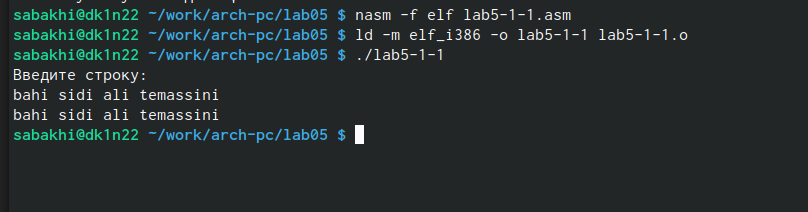 sabakhi@dk1n22 ~/work/arch-pc/lab05 $ nasm -f elf lab5-1-1.asm
sabakhi@dk1n22 ~/work/arch-pc/lab05 $ ld -m elf_i386 -o lab5-1-1 lab5-1-1.o
sabakhi@dk1n22 ~/work/arch-pc/lab05 $ ./lab5-1-1
Введите строку:
bahi sidi ali temassini
bahi sidi ali temassini
sabakhi@dk1n22 ~/work/arch-pc/lab05 $